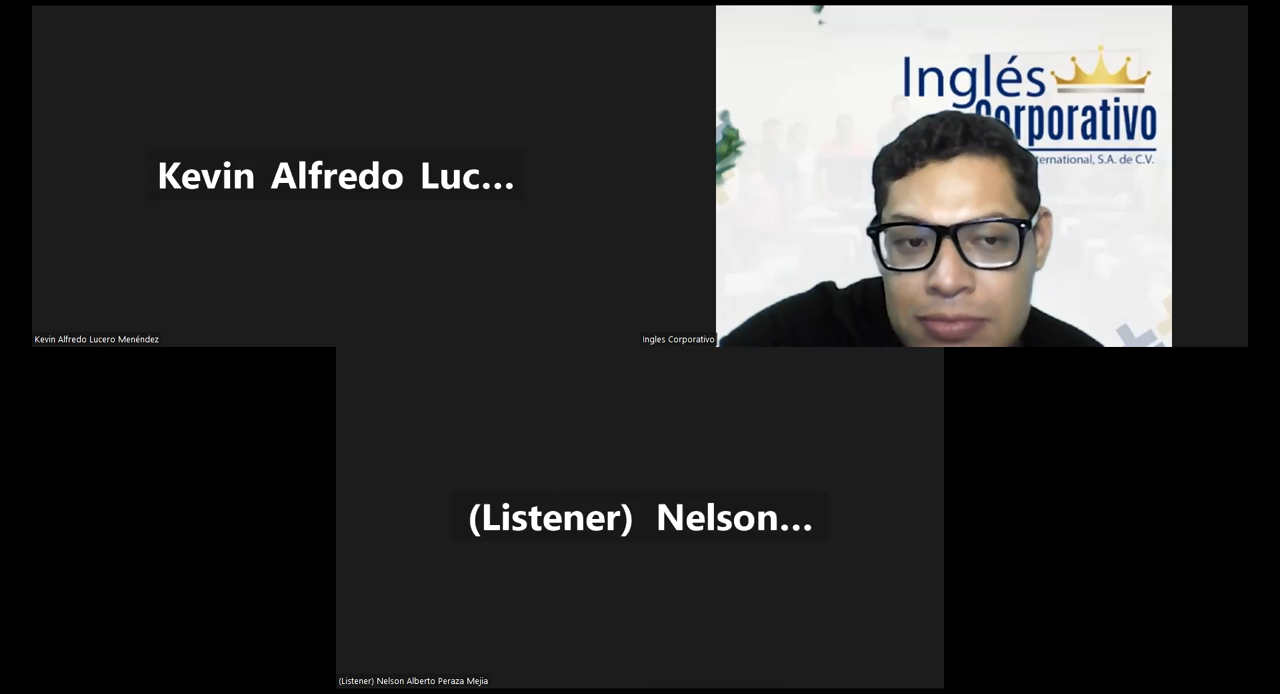 Kevin Alfredo Luc...
Kevin Alfredo Lucero Menéndez
Inglés
Corporativo
ternational, S.A. de C.V.
Ingles Corporativo
(Listener) Nelson...
(Listener) Nelson Alberto Peraza Mejia